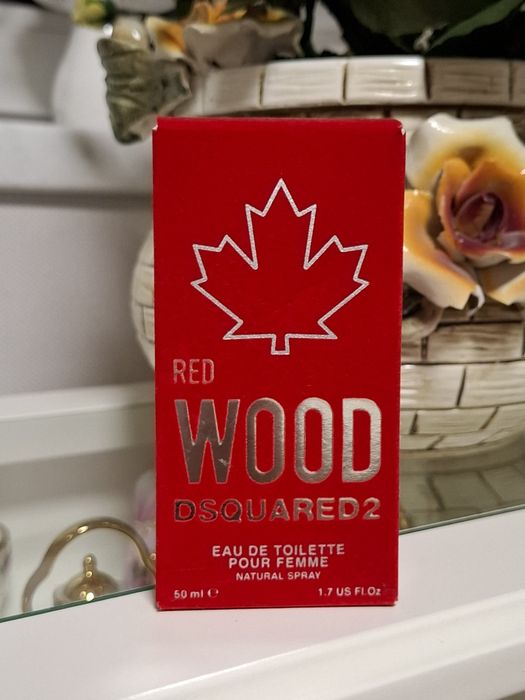 RED
WOOD
DSQUARED2
EAU DE TOILETTE
POUR FEMME
NATURAL SPRAY
50 ml ℮ 1.7 US Fl.Oz